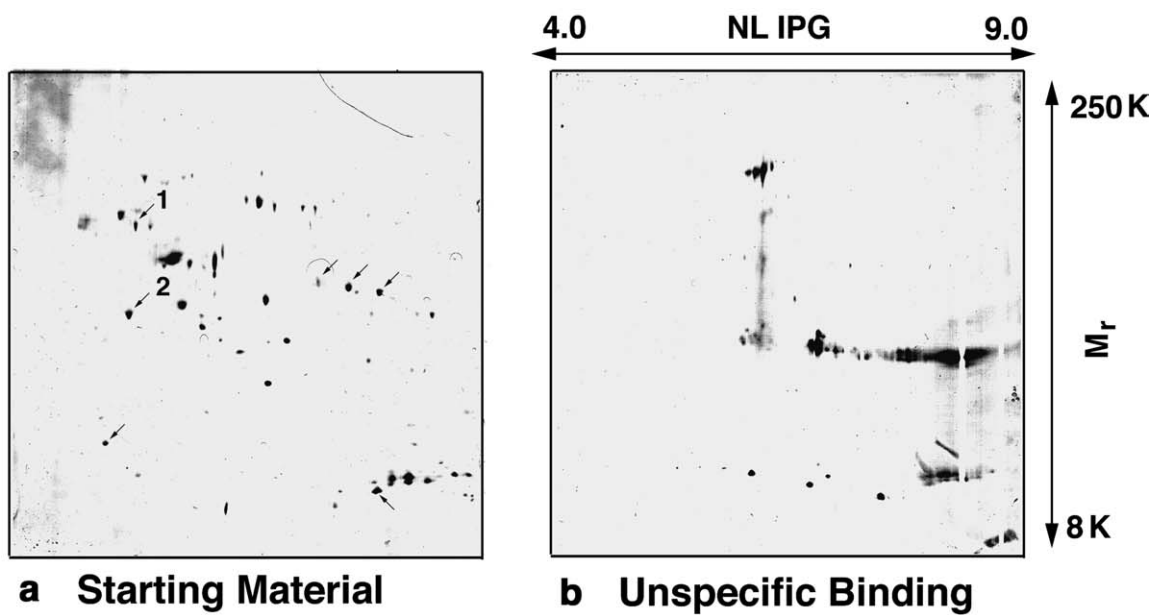 4.0 NL IPG 9.0
250 K
1
2
Mr
8 K
a Starting Material b Unspecific Binding